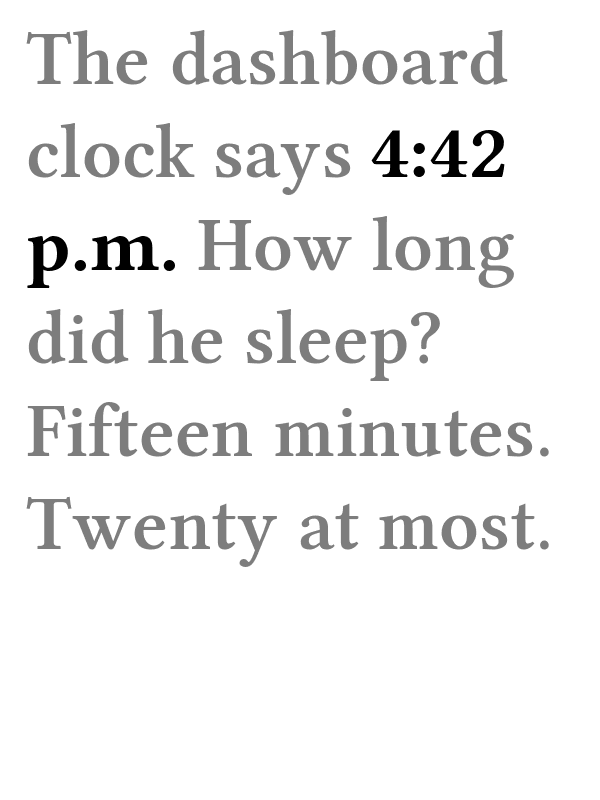 The dashboard
clock says 4:42
p.m. How long
did he sleep?
Fifteen minutes.
Twenty at most.